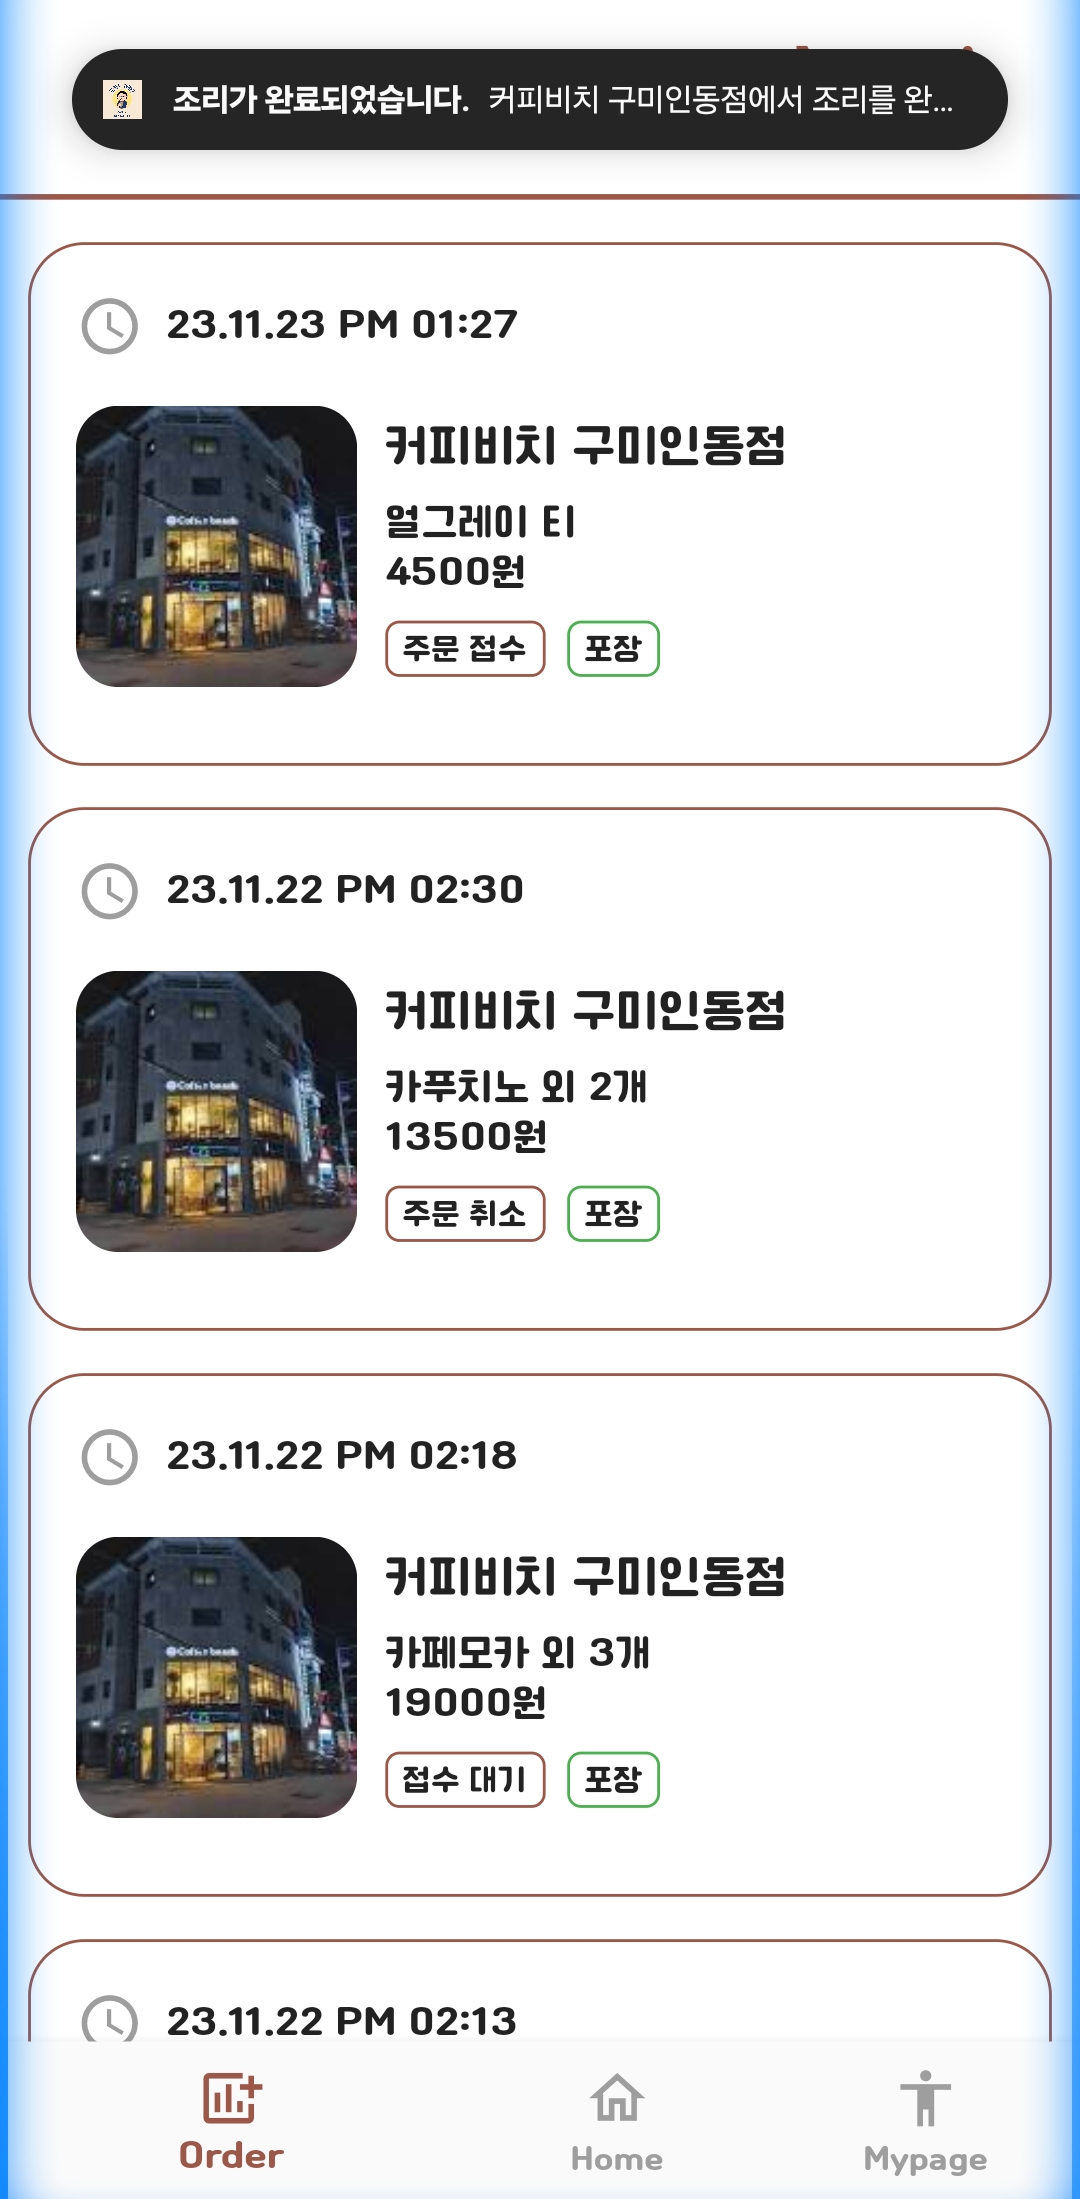 조리가 완료되었습니다. 커피비치 구미인동점에서 조리를 완...
23.11.23 PM 01:27
커피비치 구미인동점
얼그레이 티
4500원
주문 접수 포장
23.11.22 PM 02:30
커피비치 구미인동점
카푸치노 외 2개
13500원
주문 취소 포장
23.11.22 PM 02:18
커피비치 구미인동점
카페모카 외 3개
19000원
접수 대기 포장
23.11.22 PM 02:13
Order Home Mypage